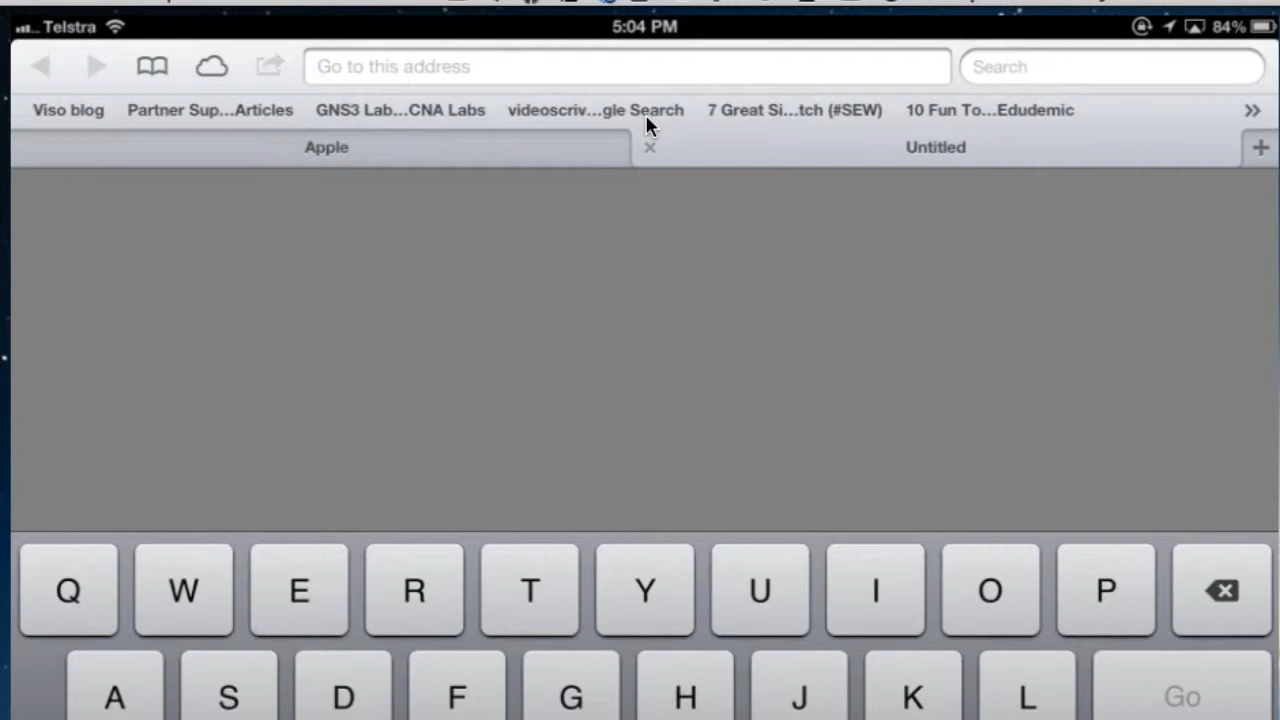 Telstra 5:04 PM 84%
Go to this address Search
Viso blog Partner Sup...Articles GNS3 Lab...CNA Labs videoscriv...gle Search 7 Great Si...tch (#SEW) 10 Fun To...Edudemic
Apple Untitled
Q W E R T Y U I O P
A S D F G H J K L Go